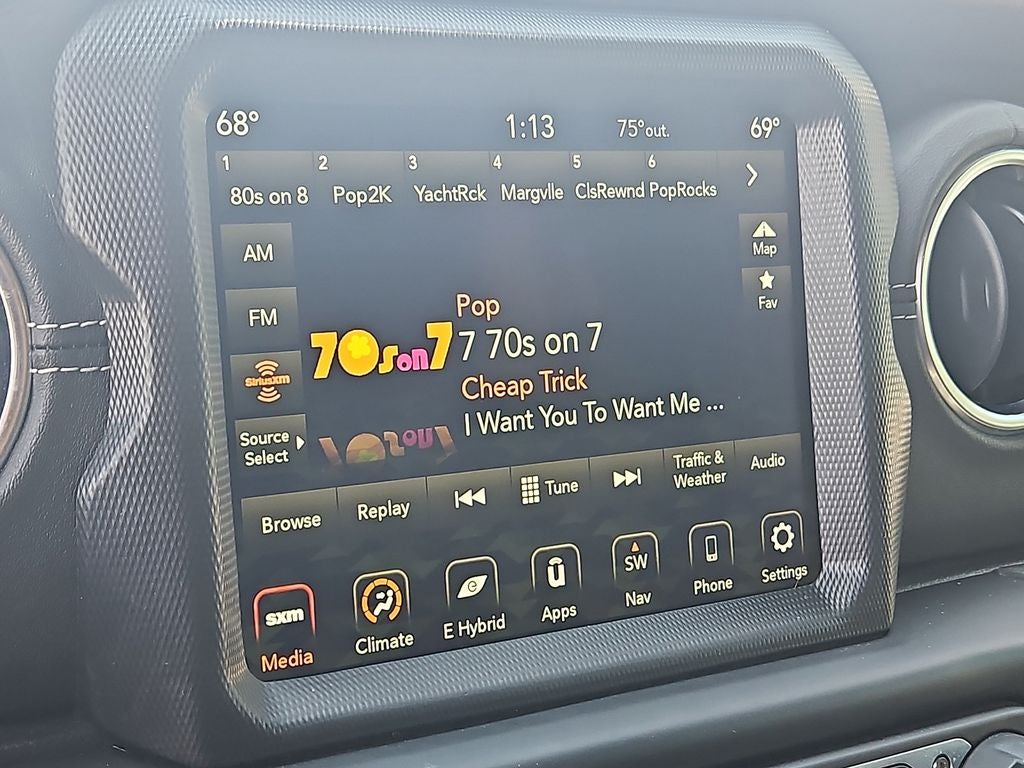 68° 1:13 75°out. 69°
1 2 3 4 5 6
80s on 8 Pop2K YachtRck Margvlle ClsRewnd PopRocks
AM
Map
FM
Fav
Pop
70s on 7
7 70s on 7
SiriusXM
Cheap Trick
I Want You To Want Me ...
Source
Select
Browse Replay Tune Traffic &
Weather
Audio
sxm
e
û
SW
Media Climate E Hybrid Apps Nav Phone Settings